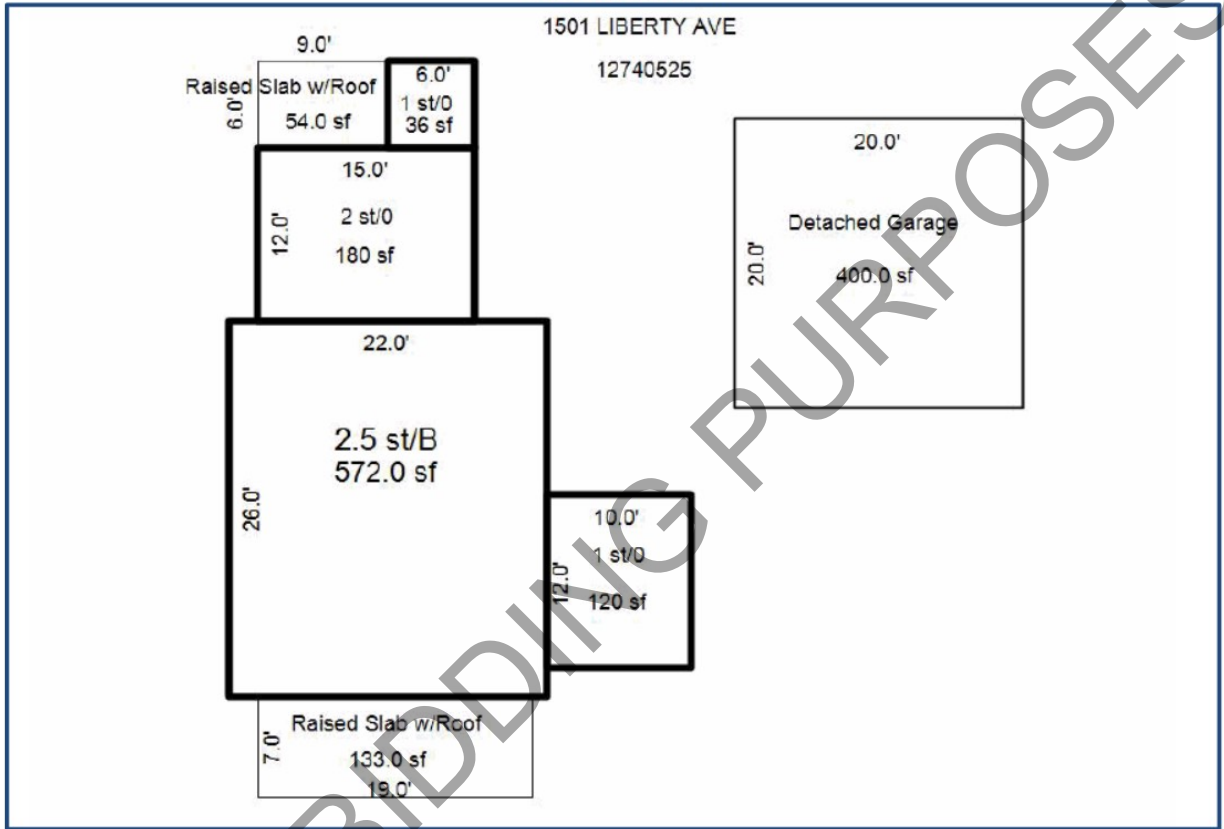 1501 LIBERTY AVE
12740525
9.0'
Raised Slab w/Roof
6.0'
54.0 sf
6.0'
1 st/0
36 sf
15.0'
12.0'
2 st/0
180 sf
20.0'
Detached Garage
20.0'
400.0 sf
22.0'
2.5 st/B
572.0 sf
26.0'
10.0'
1 st/0
12.0'
120 sf
Raised Slab w/Roof
7.0'
133.0 sf
19.0'
BIDDING PURPOSES